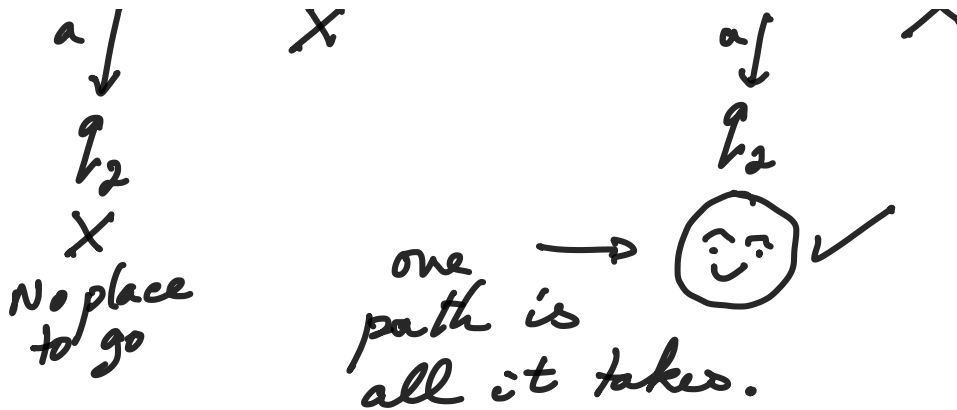 a
a
q2
q2
No place
to go
one
path is
all it takes.